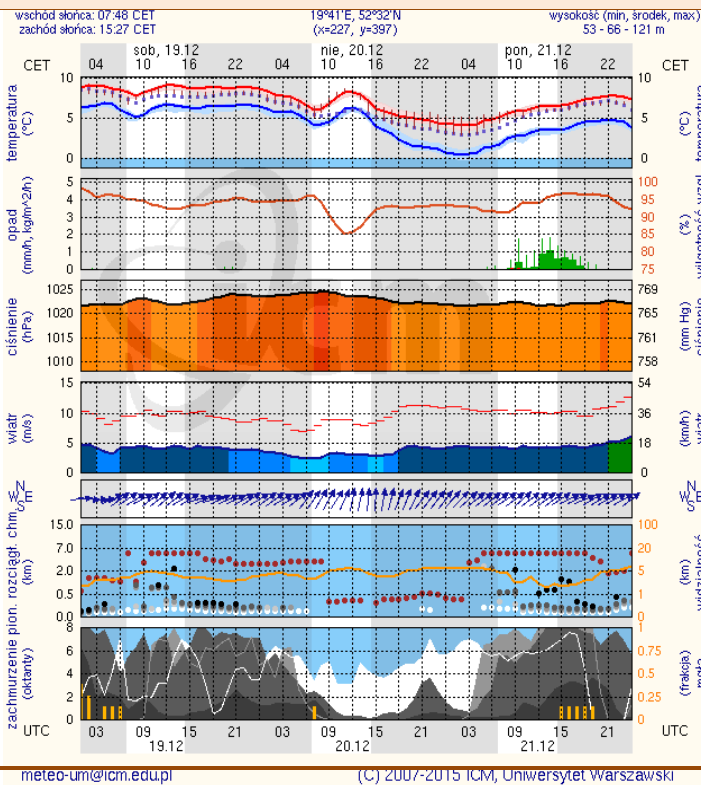 wschód słońca: 07:48 CET 19°41'E, 52°32'N wysokość (min, środek, max)
zachód słońca: 15:27 CET (x=227, y=397) 53 - 66 - 121 m
sob, 19.12 nie, 20.12 pon, 21.12
CET 04 10 16 22 04 10 16 22 04 10 16 22 CET
temperatura
(°C)
10 5 0
10 5 0
(°C)
temperatura
opad
(mm/h, kg/m^2/h)
5 4 3 2 1 0
100 95 90 85 80 75
(%)
wilgotność wzgl.
ciśnienie
(hPa)
1025 1020 1015 1010
769 765 761 758
(mm Hg)
ciśnienie
icm
wiatr
(m/s)
15 10 5 0
54 36 18 0
(km/h)
wiatr
N
W E
S
N
W E
S
pion. rozciągł. chm.
(km)
15.0 7.0 2.0 0.5 0.0
100 20 5 1 0
(km)
widzialność
zachmurzenie
(oktanty)
8 6 4 2 0
1 0.75 0.5 0.25 0
(frakcja)
mgła
UTC 03 09 15 21 03 09 15 21 03 09 15 21 UTC
19.12 20.12 21.12
meteo-um@icm.edu.pl (C) 2007-2015 ICM, Uniwersytet Warszawski